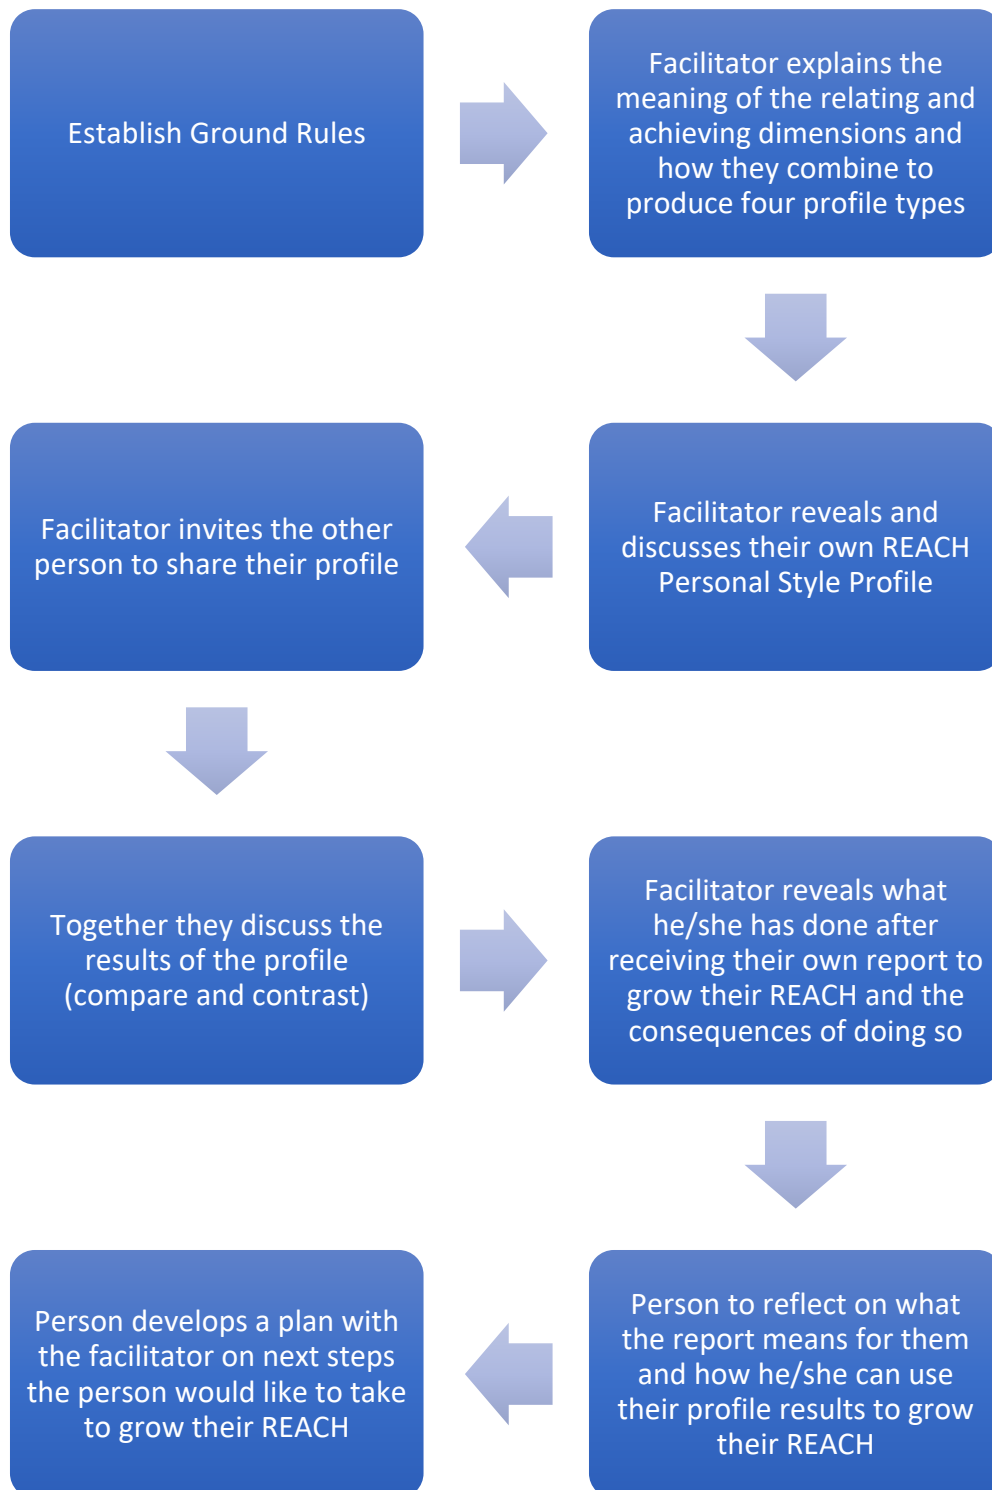 Establish Ground Rules
Facilitator explains the
meaning of the relating and
achieving dimensions and
how they combine to
produce four profile types
Facilitator reveals and
discusses their own REACH
Personal Style Profile
Facilitator invites the other
person to share their profile
Together they discuss the
results of the profile
(compare and contrast)
Facilitator reveals what
he/she has done after
receiving their own report to
grow their REACH and the
consequences of doing so
Person to reflect on what
the report means for them
and how he/she can use
their profile results to grow
their REACH
Person develops a plan with
the facilitator on next steps
the person would like to take
to grow their REACH